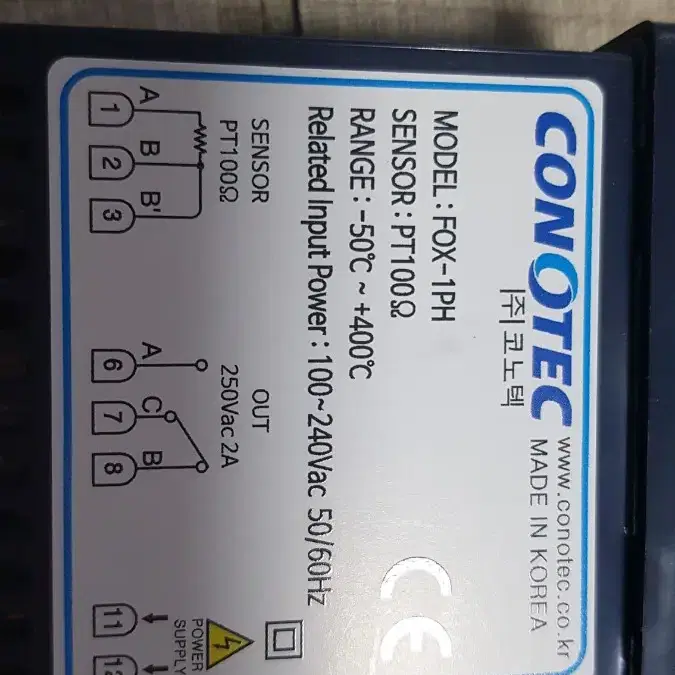 CONOTEC
www.conotec.co.kr
㈜코노텍
MADE IN KOREA
MODEL : FOX-1PH
SENSOR : PT100Ω
RANGE : -50℃ ~ +400℃
Related Input Power : 100~240Vac 50/60Hz
CE
SENSOR
PT100Ω
OUT
250Vac 2A
POWER
SUPPLY
A B B'
A C B
1 2 3
6 7 8
11